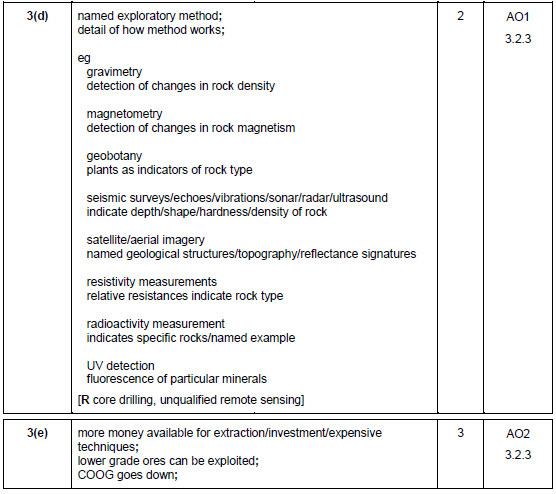 3(d)
named exploratory method;
detail of how method works;
2
AO1
3.2.3
eg
gravimetry
detection of changes in rock density
magnetometry
detection of changes in rock magnetism
geobotany
plants as indicators of rock type
seismic surveys/echoes/vibrations/sonar/radar/ultrasound
indicate depth/shape/hardness/density of rock
satellite/aerial imagery
named geological structures/topography/reflectance signatures
resistivity measurements
relative resistances indicate rock type
radioactivity measurement
indicates specific rocks/named example
UV detection
fluorescence of particular minerals
[R core drilling, unqualified remote sensing]
3(e)
more money available for extraction/investment/expensive
techniques;
lower grade ores can be exploited;
COOG goes down;
3
AO2
3.2.3